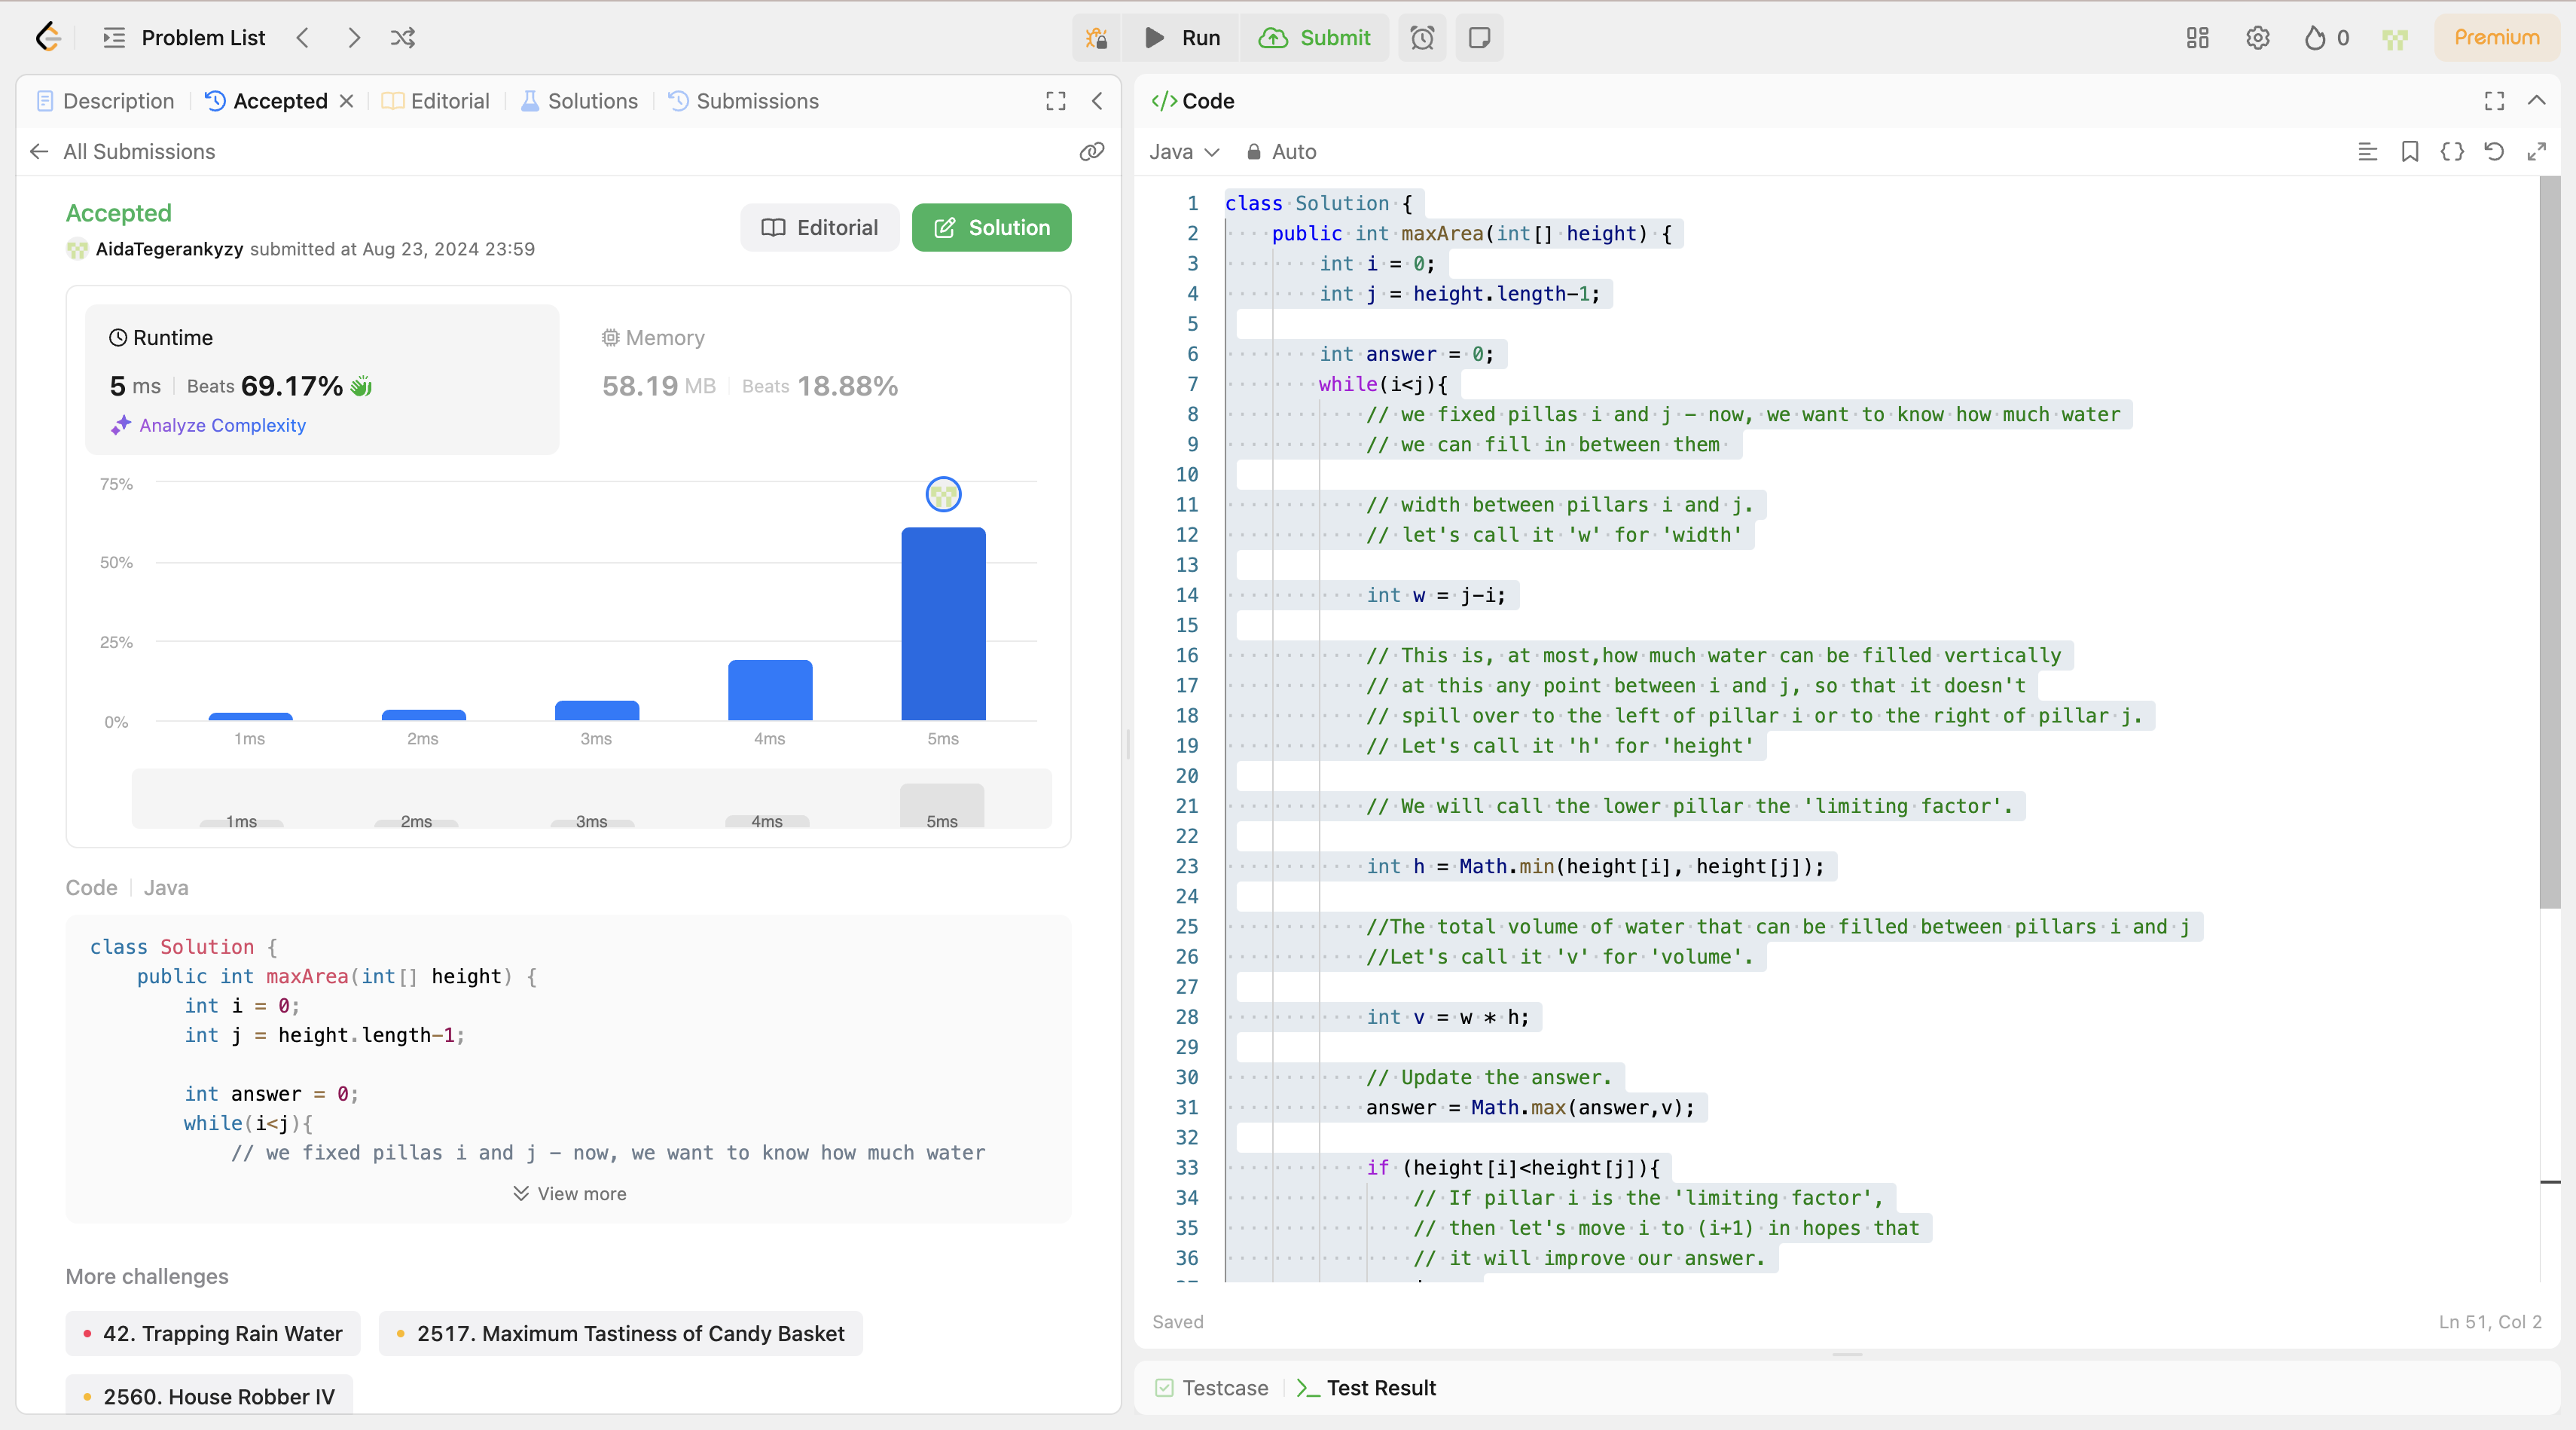 Problem List
Run
Submit
0
Premium
Description
Accepted
Editorial
Solutions
Submissions
All Submissions
Accepted
AidaTegerankyzy submitted at Aug 23, 2024 23:59
Editorial
Solution
Runtime
5 ms
Beats 69.17%
Analyze Complexity
Memory
58.19 MB
Beats 18.88%
75%
50%
25%
0%
1ms
2ms
3ms
4ms
5ms
1ms
2ms
3ms
4ms
5ms
Code
Java
class Solution {
public int maxArea(int[] height) {
int i = 0;
int j = height.length-1;
int answer = 0;
while(i<j){
// we fixed pillas i and j - now, we want to know how much water
View more
More challenges
42. Trapping Rain Water
2517. Maximum Tastiness of Candy Basket
2560. House Robber IV
</> Code
Java
Auto
1 class Solution {
2 public int maxArea(int[] height) {
3 int i = 0;
4 int j = height.length-1;
5
6 int answer = 0;
7 while(i<j){
8 // we fixed pillas i and j - now, we want to know how much water
9 // we can fill in between them
10
11 // width between pillars i and j.
12 // let's call it 'w' for 'width'
13
14 int w = j-i;
15
16 // This is, at most,how much water can be filled vertically
17 // at this any point between i and j, so that it doesn't
18 // spill over to the left of pillar i or to the right of pillar j.
19 // Let's call it 'h' for 'height'
20
21 // We will call the lower pillar the 'limiting factor'.
22
23 int h = Math.min(height[i], height[j]);
24
25 //The total volume of water that can be filled between pillars i and j
26 //Let's call it 'v' for 'volume'.
27
28 int v = w * h;
29
30 // Update the answer.
31 answer = Math.max(answer,v);
32
33 if (height[i]<height[j]){
34 // If pillar i is the 'limiting factor',
35 // then let's move i to (i+1) in hopes that
36 // it will improve our answer.
Saved
Ln 51, Col 2
Testcase
Test Result